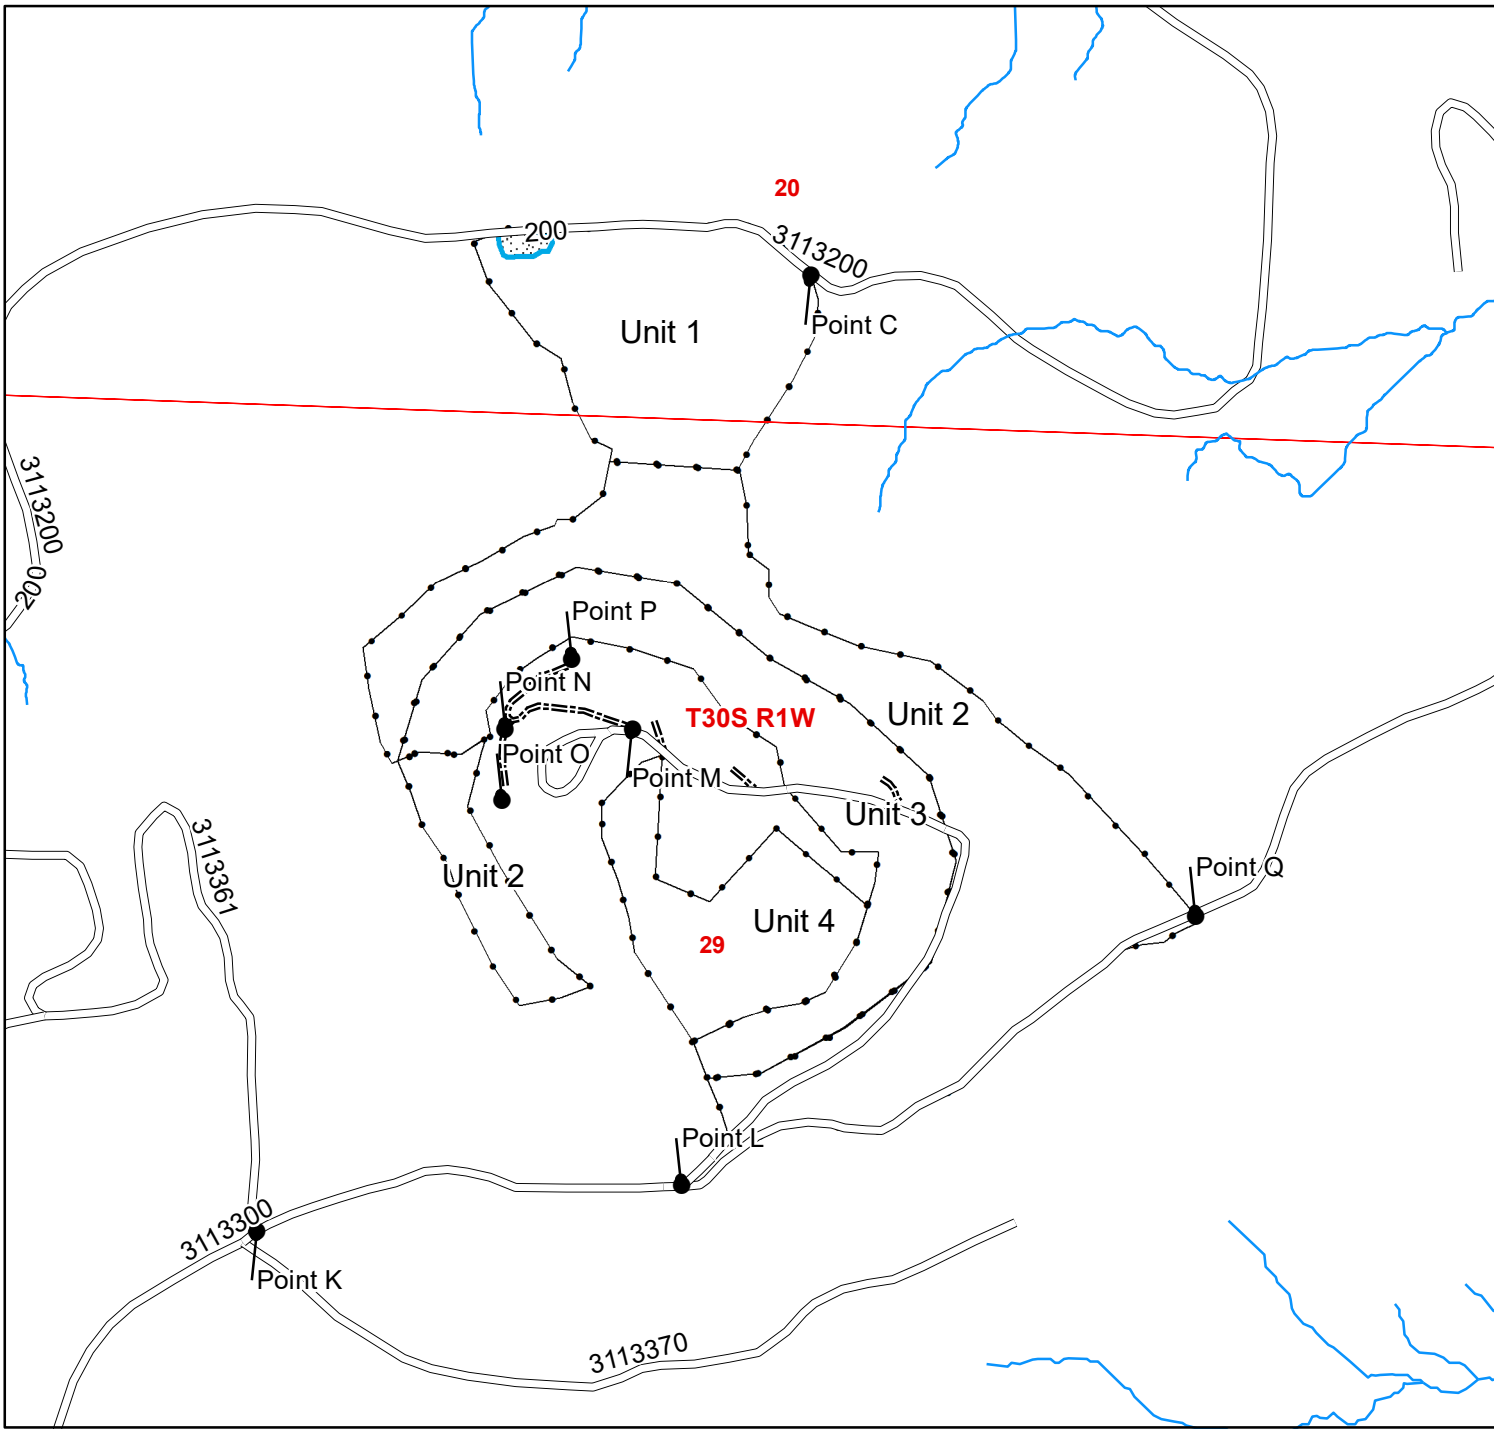 20
200
3113200
Unit 1
Point C
3113200
200
Point P
Point N
T30S R1W
Unit 2
Point O
Point M
Unit 3
3113361
Unit 2
Point Q
Unit 4
29
Point L
3113300
Point K
3113370